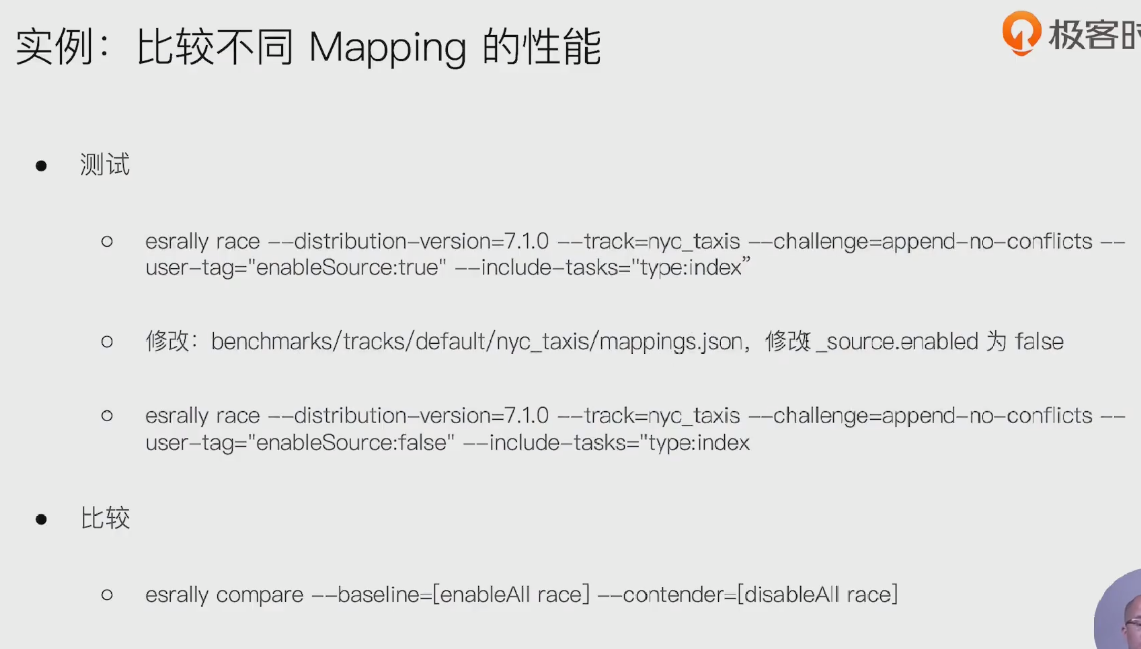 实例：比较不同 Mapping 的性能
极客时
测试
esrally race --distribution-version=7.1.0 --track=nyc_taxis --challenge=append-no-conflicts --
user-tag="enableSource:true" --include-tasks="type:index”
修改：benchmarks/tracks/default/nyc_taxis/mappings.json，修改 _source.enabled 为 false
esrally race --distribution-version=7.1.0 --track=nyc_taxis --challenge=append-no-conflicts --
user-tag="enableSource:false" --include-tasks="type:index
比较
esrally compare --baseline=[enableAll race] --contender=[disableAll race]